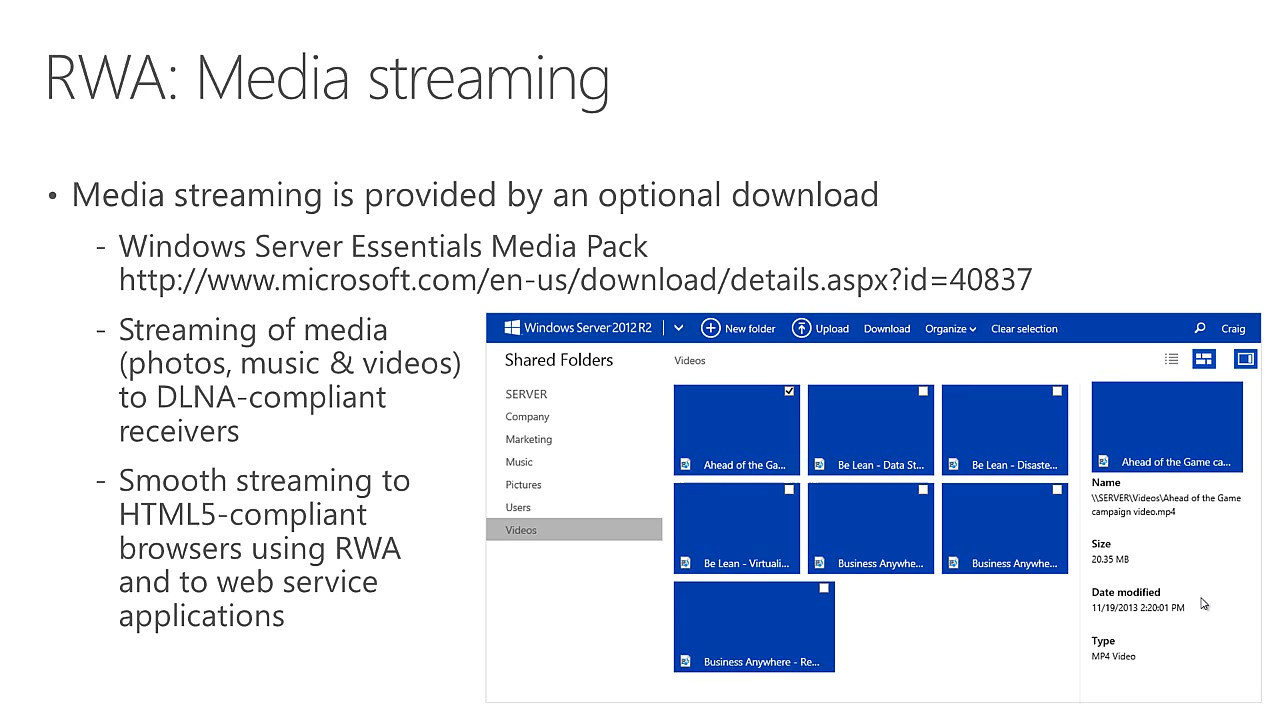 RWA: Media streaming
• Media streaming is provided by an optional download
- Windows Server Essentials Media Pack
http://www.microsoft.com/en-us/download/details.aspx?id=40837
- Streaming of media
(photos, music & videos)
to DLNA-compliant
receivers
- Smooth streaming to
HTML5-compliant
browsers using RWA
and to web service
applications
Windows Server 2012 R2 | New folder Upload Download Organize Clear selection Craig
Shared Folders
SERVER
Company
Marketing
Music
Pictures
Users
Videos
Videos
Ahead of the Ga...
Be Lean - Data St...
Be Lean - Disaste...
Be Lean - Virtuali...
Business Anywhe...
Business Anywhe...
Business Anywhere - Re...
Ahead of the Game ca...
Name
\\SERVER\Videos\Ahead of the Game
campaign video.mp4
Size
20.35 MB
Date modified
11/19/2013 2:20:01 PM
Type
MP4 Video